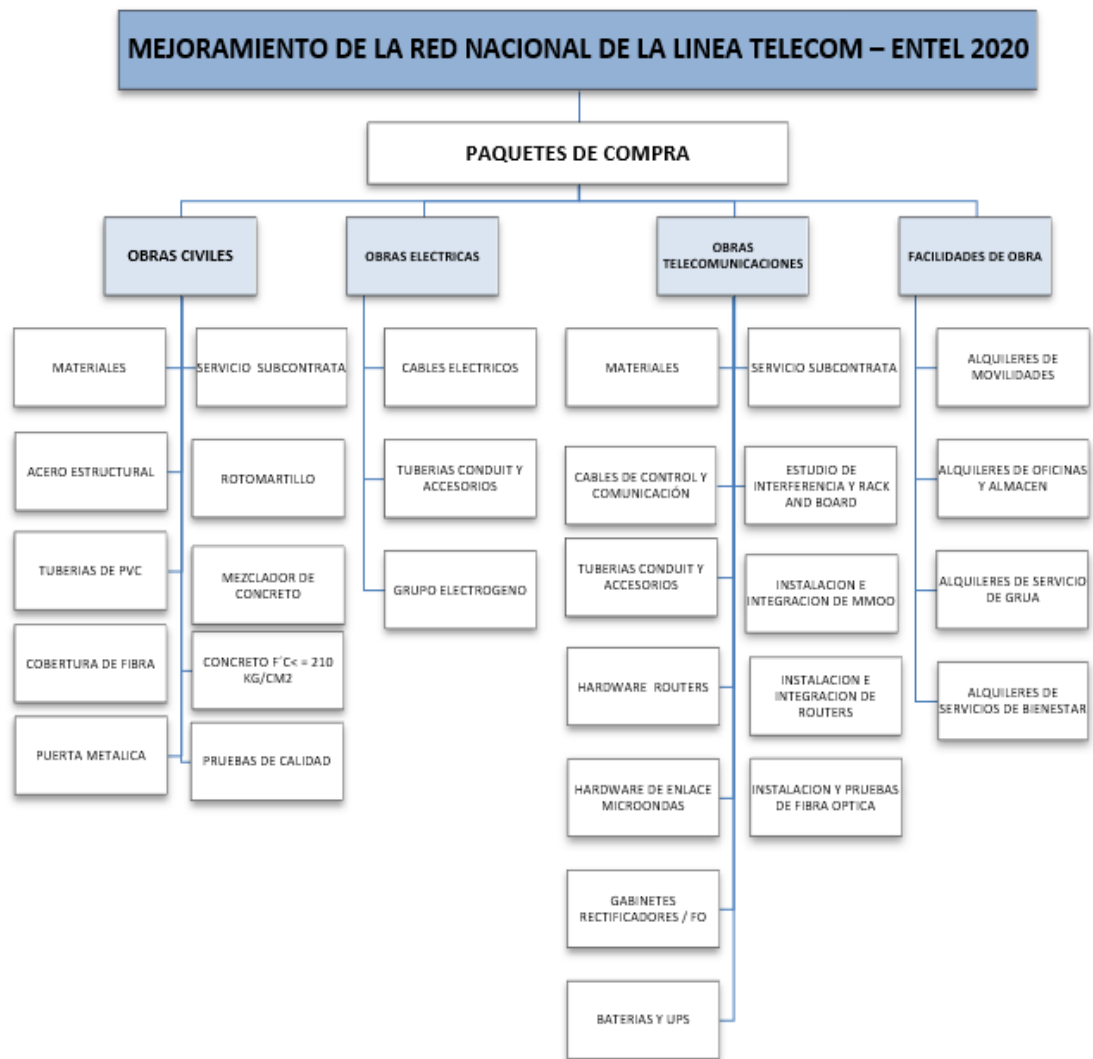 MEJORAMIENTO DE LA RED NACIONAL DE LA LINEA TELECOM – ENTEL 2020
PAQUETES DE COMPRA
OBRAS CIVILES
MATERIALES
ACERO ESTRUCTURAL
TUBERIAS DE PVC
COBERTURA DE FIBRA
PUERTA METALICA
SERVICIO SUBCONTRATA
ROTOMARTILLO
MEZCLADOR DE
CONCRETO
CONCRETO F´C< = 210
KG/CM2
PRUEBAS DE CALIDAD
OBRAS ELECTRICAS
CABLES ELECTRICOS
TUBERIAS CONDUIT Y
ACCESORIOS
GRUPO ELECTROGENO
OBRAS
TELECOMUNICACIONES
MATERIALES
CABLES DE CONTROL Y
COMUNICACIÓN
TUBERIAS CONDUIT Y
ACCESORIOS
HARDWARE ROUTERS
HARDWARE DE ENLACE
MICROONDAS
GABINETES
RECTIFICADORES / FO
BATERIAS Y UPS
SERVICIO SUBCONTRATA
ESTUDIO DE
INTERFERENCIA Y RACK
AND BOARD
INSTALACION E
INTEGRACION DE MMOO
INSTALACION E
INTEGRACION DE
ROUTERS
INSTALACION Y PRUEBAS
DE FIBRA OPTICA
FACILIDADES DE OBRA
ALQUILERES DE
MOVILIDADES
ALQUILERES DE OFICINAS
Y ALMACEN
ALQUILERES DE SERVICIO
DE GRUA
ALQUILERES DE
SERVICIOS DE BIENESTAR